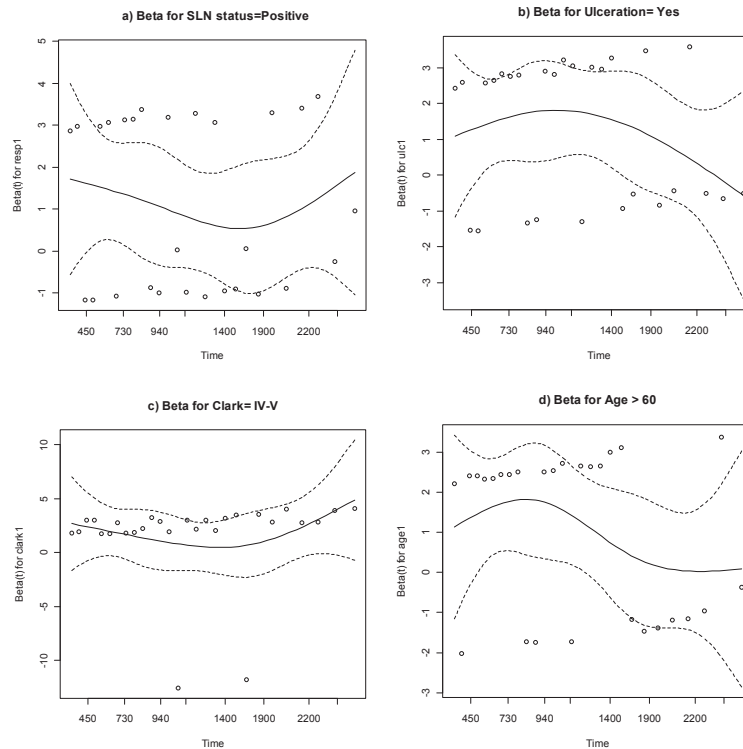 a) Beta for SLN status=Positive
Beta(t) for resp1
5
4
3
2
1
0
-1
450 730 940 1400 1900 2200
Time
b) Beta for Ulceration= Yes
Beta(t) for ulc1
3
2
1
0
-1
-2
-3
450 730 940 1400 1900 2200
Time
c) Beta for Clark= IV-V
Beta(t) for clark1
10
5
0
-5
-10
450 730 940 1400 1900 2200
Time
d) Beta for Age > 60
Beta(t) for age1
3
2
1
0
-1
-2
-3
450 730 940 1400 1900 2200
Time